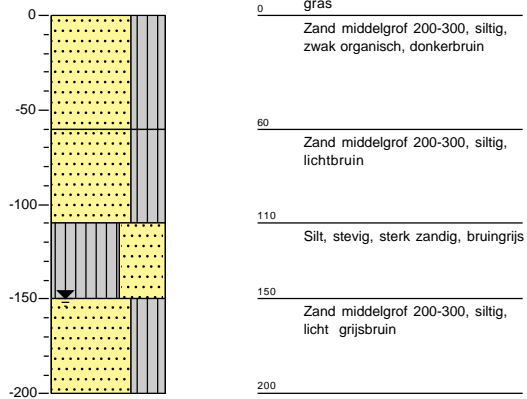 gras
0
0
Zand middelgrof 200-300, siltig,
zwak organisch, donkerbruin
-50
60
Zand middelgrof 200-300, siltig,
lichtbruin
-100
110
Silt, stevig, sterk zandig, bruingrijs
-150
150
Zand middelgrof 200-300, siltig,
licht grijsbruin
-200
200